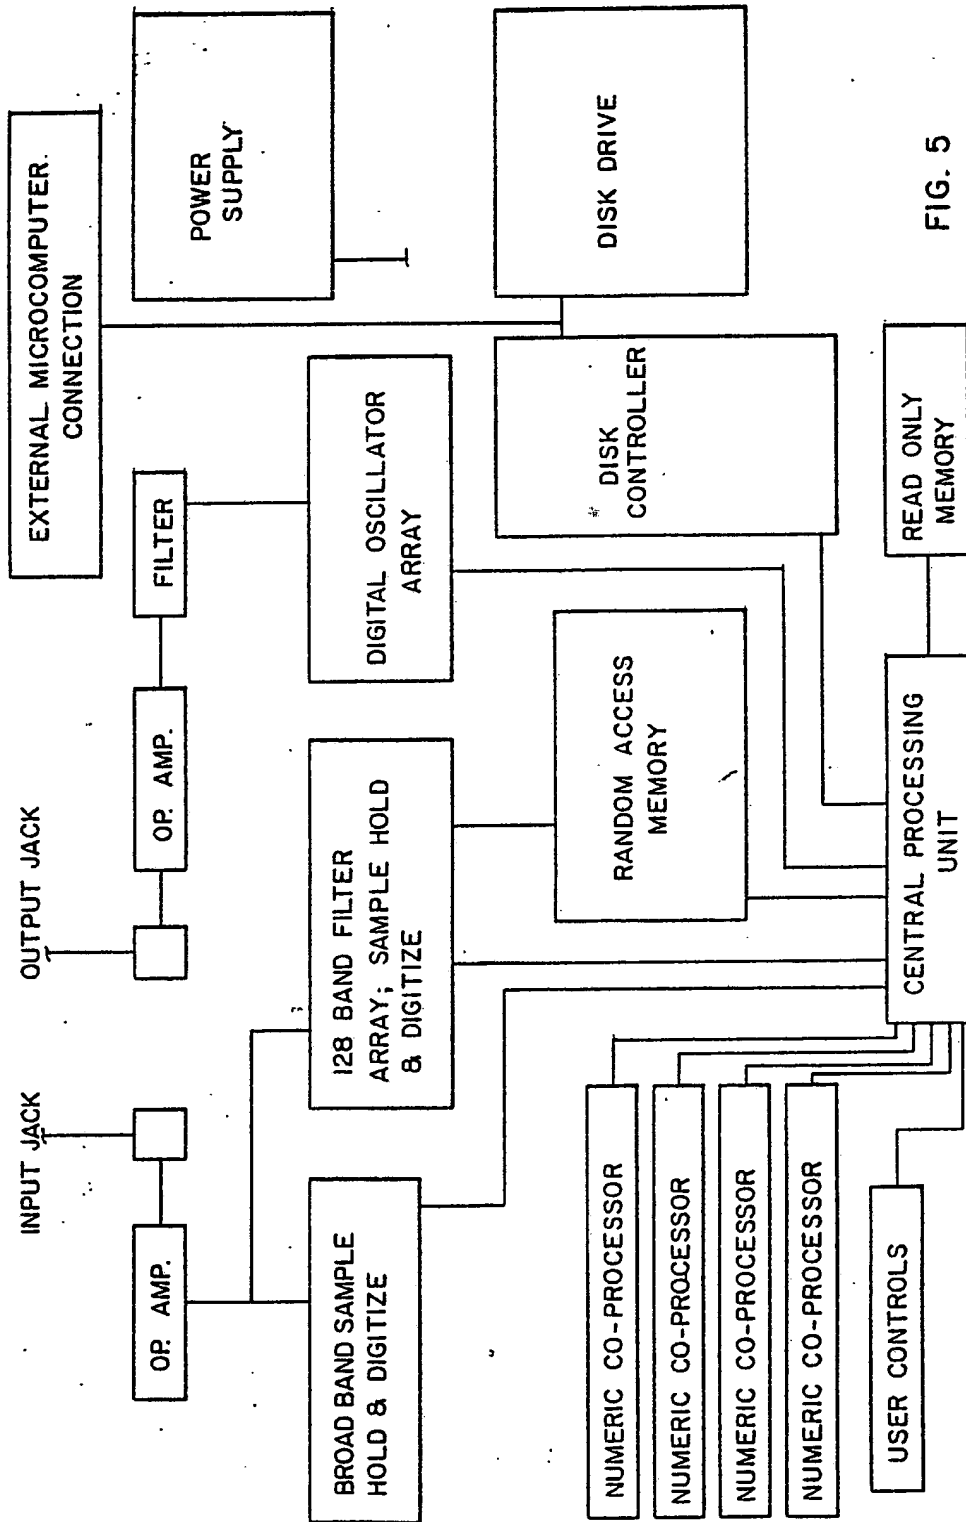 INPUT JACK
OUTPUT JACK
EXTERNAL MICROCOMPUTER.
CONNECTION
OP. AMP.
OP. AMP.
FILTER
POWER
SUPPLY
BROAD BAND SAMPLE
HOLD & DIGITIZE
128 BAND FILTER
ARRAY; SAMPLE HOLD
& DIGITIZE
DIGITAL OSCILLATOR
ARRAY
NUMERIC CO-PROCESSOR
NUMERIC CO-PROCESSOR
NUMERIC CO-PROCESSOR
NUMERIC CO-PROCESSOR
RANDOM ACCESS
MEMORY
DISK
CONTROLLER
DISK DRIVE
USER CONTROLS
CENTRAL PROCESSING
UNIT
READ ONLY
MEMORY
FIG. 5